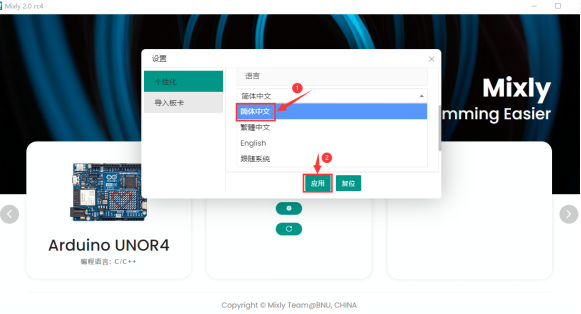 Mixly 2.0 rc4
设置
个性化
导入板卡
语言
简体中文
1
简体中文
繁體中文
English
跟随系统
2
应用
复位
Mixly
mming Easier
Arduino UNOR4
编程语言：C/C++
Copyright © Mixly Team@BNU, CHINA